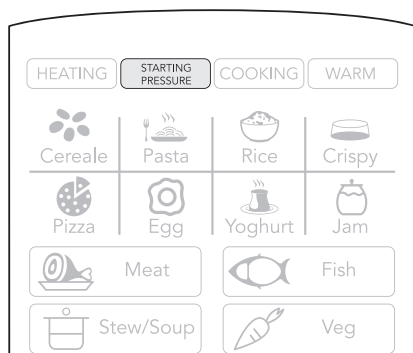 HEATING STARTING PRESSURE COOKING WARM
Cereale Pasta Rice Crispy
Pizza Egg Yoghurt Jam
Meat Fish
Stew/Soup Veg